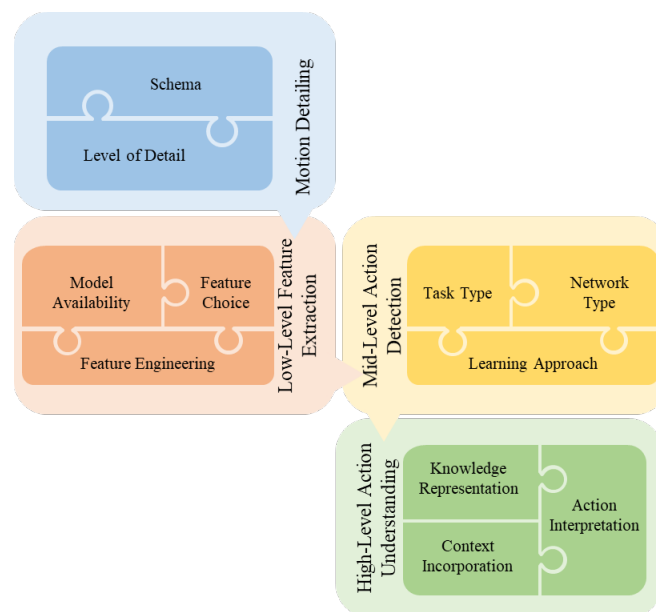 Schema
Level of Detail
Motion Detailing
Model
Availability
Feature
Choice
Feature Engineering
Low-Level Feature
Extraction
Mid-Level Action
Detection
Task Type
Network
Type
Learning Approach
High-Level Action
Understanding
Knowledge
Representation
Context
Incorporation
Action
Interpretation